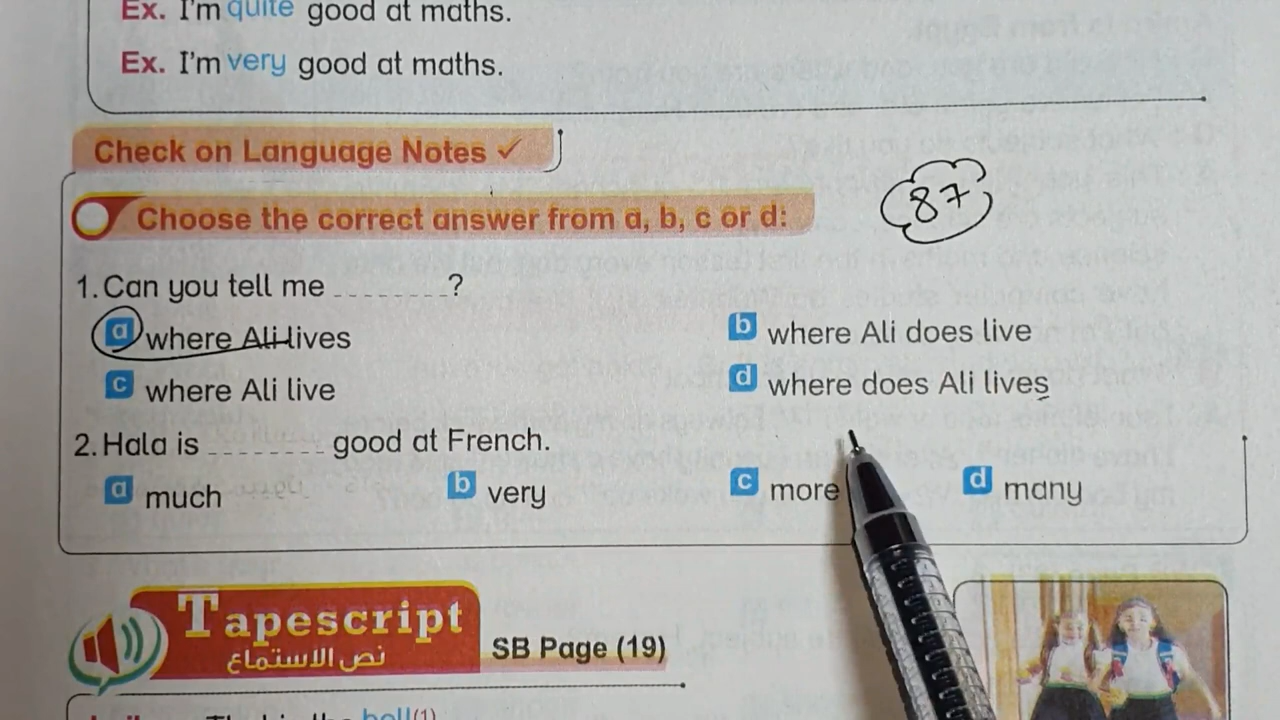 Ex. I'm quite good at maths.
Ex. I'm very good at maths.
Check on Language Notes ✓
Choose the correct answer from a, b, c or d:
87
1. Can you tell me -------- ?
a where Ali lives
b where Ali does live
c where Ali live
d where does Ali lives
2. Hala is -------- good at French.
a much
b very
c more
d many
Tapescript
نص الاستماع
SB Page (19)
bell(1)